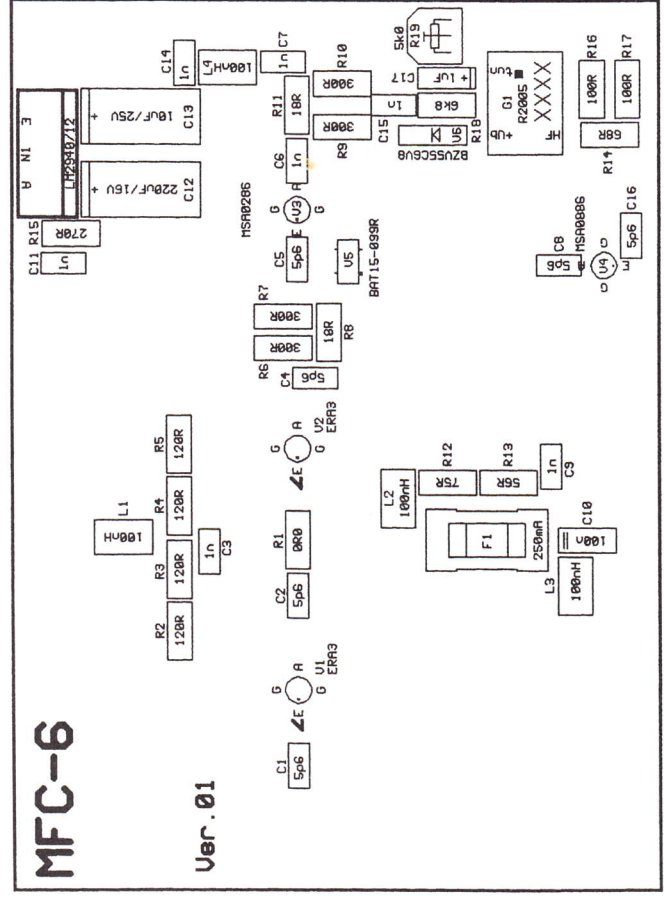 MFC-6
Ver.01
C14
1n
L4
100nH
C7
1n
E IN A
LM2940/12
+ 10uF/25V
C13
+ 220uF/16V
C12
R15
270R
C11
1n
R10
300R
R11
18R
R9
300R
C15
1n
C6
1n
5k0
R19
C17
+ 1uF
6k8
R18
V6
BZV55C6V8
tun
G1
R2005
XXXX
+Ub
HF
R16
100R
R17
100R
68R
R14
MSA0286
G
A
V3
G
E
C5
5p6
V5
BAT15-099R
R7
300R
R6
300R
18R
R8
C4
5p6
C8
5p6
MSA0886
V4
G
E
G
C16
5p6
R5
120R
R4
120R
R3
120R
R2
120R
L1
100nH
1n
C3
G
A
E
G
V2
ERA3
R1
0R0
C2
5p6
G
A
E
G
V1
ERA3
C1
5p6
L2
100nH
R12
75R
R13
56R
1n
C9
F1
250mA
C10
100n
L3
100nH